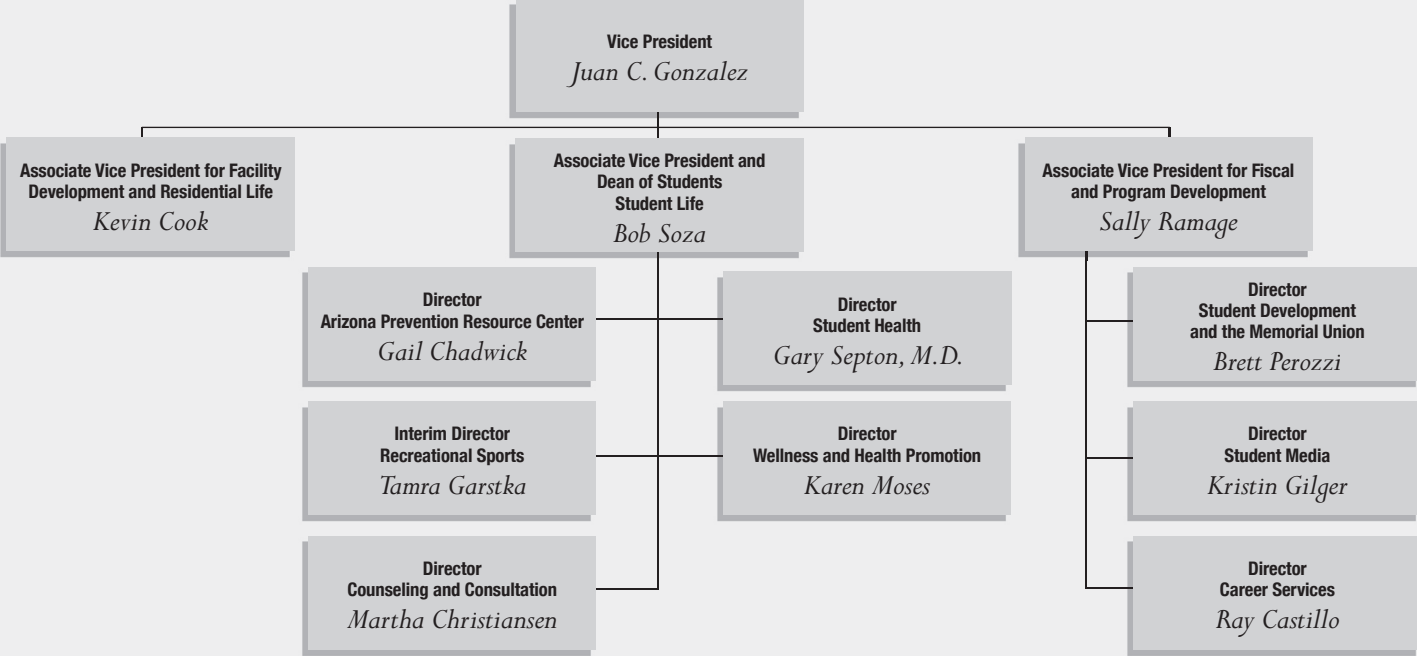 Vice President
Juan C. Gonzalez
Associate Vice President for Facility
Development and Residential Life
Kevin Cook
Associate Vice President and
Dean of Students
Student Life
Bob Soza
Associate Vice President for Fiscal
and Program Development
Sally Ramage
Director
Arizona Prevention Resource Center
Gail Chadwick
Director
Student Health
Gary Septon, M.D.
Director
Student Development
and the Memorial Union
Brett Perozzi
Interim Director
Recreational Sports
Tamra Garstka
Director
Wellness and Health Promotion
Karen Moses
Director
Student Media
Kristin Gilger
Director
Counseling and Consultation
Martha Christiansen
Director
Career Services
Ray Castillo